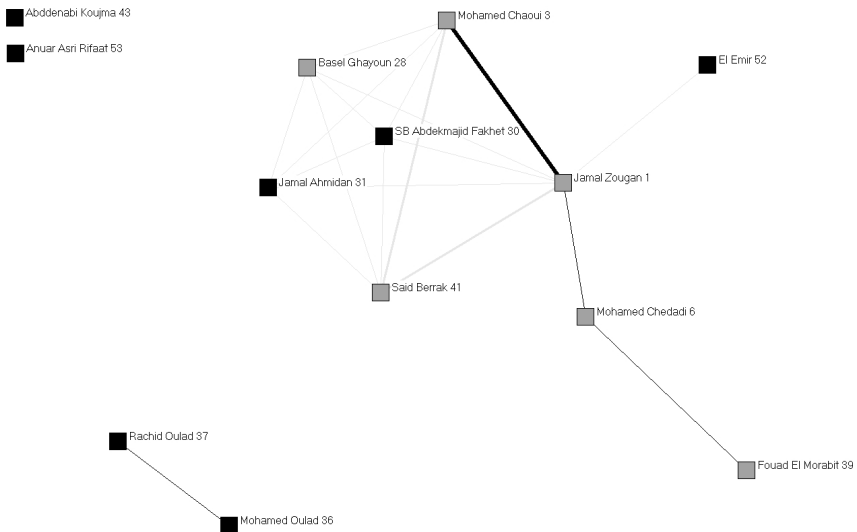 Abddenabi Koujma 43
Mohamed Chaoui 3
Anuar Asri Rifaat 53
Basel Ghayoun 28
El Emir 52
SB Abdekmajid Fakhet 30
Jamal Ahmidan 31
Jamal Zougan 1
Said Berrak 41
Mohamed Chedadi 6
Rachid Oulad 37
Fouad El Morabit 39
Mohamed Oulad 36